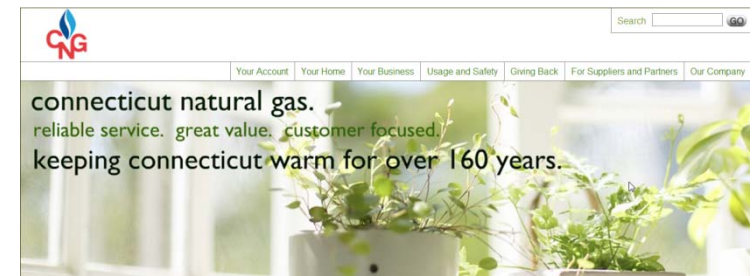 Search
GO
CNG
Your Account Your Home Your Business Usage and Safety Giving Back For Suppliers and Partners Our Company
connecticut natural gas.
reliable service. great value. customer focused.
keeping connecticut warm for over 160 years.